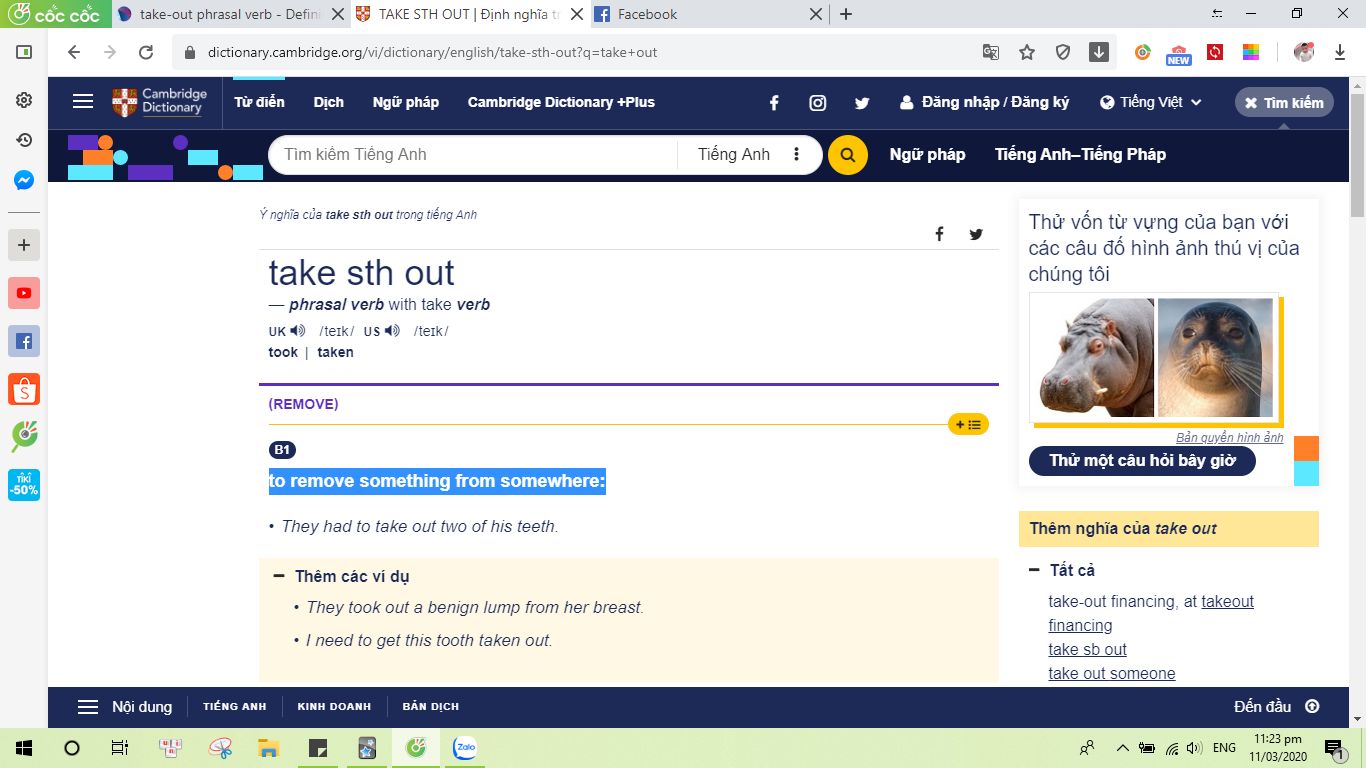 cốc cốc
take-out phrasal verb - Defini
TAKE STH OUT | Định nghĩa tr
Facebook
dictionary.cambridge.org/vi/dictionary/english/take-sth-out?q=take+out
NEW
Cambridge Dictionary
Từ điển
Dịch
Ngữ pháp
Cambridge Dictionary +Plus
Đăng nhập / Đăng ký
Tiếng Việt
Tìm kiếm
Tìm kiếm Tiếng Anh
Tiếng Anh
Ngữ pháp
Tiếng Anh–Tiếng Pháp
Ý nghĩa của take sth out trong tiếng Anh
take sth out
— phrasal verb with take verb
UK /teɪk/ US /teɪk/
took | taken
(REMOVE)
B1
to remove something from somewhere:
• They had to take out two of his teeth.
Thêm các ví dụ
• They took out a benign lump from her breast.
• I need to get this tooth taken out.
Thử vốn từ vựng của bạn với
các câu đố hình ảnh thú vị của
chúng tôi
Bản quyền hình ảnh
Thử một câu hỏi bây giờ
Thêm nghĩa của take out
Tất cả
take-out financing, at takeout
financing
take sb out
take out someone
TIKI
-50%
Nội dung
TIẾNG ANH
KINH DOANH
BẢN DỊCH
Đến đầu
Zalo
ENG
11:23 pm
11/03/2020
1